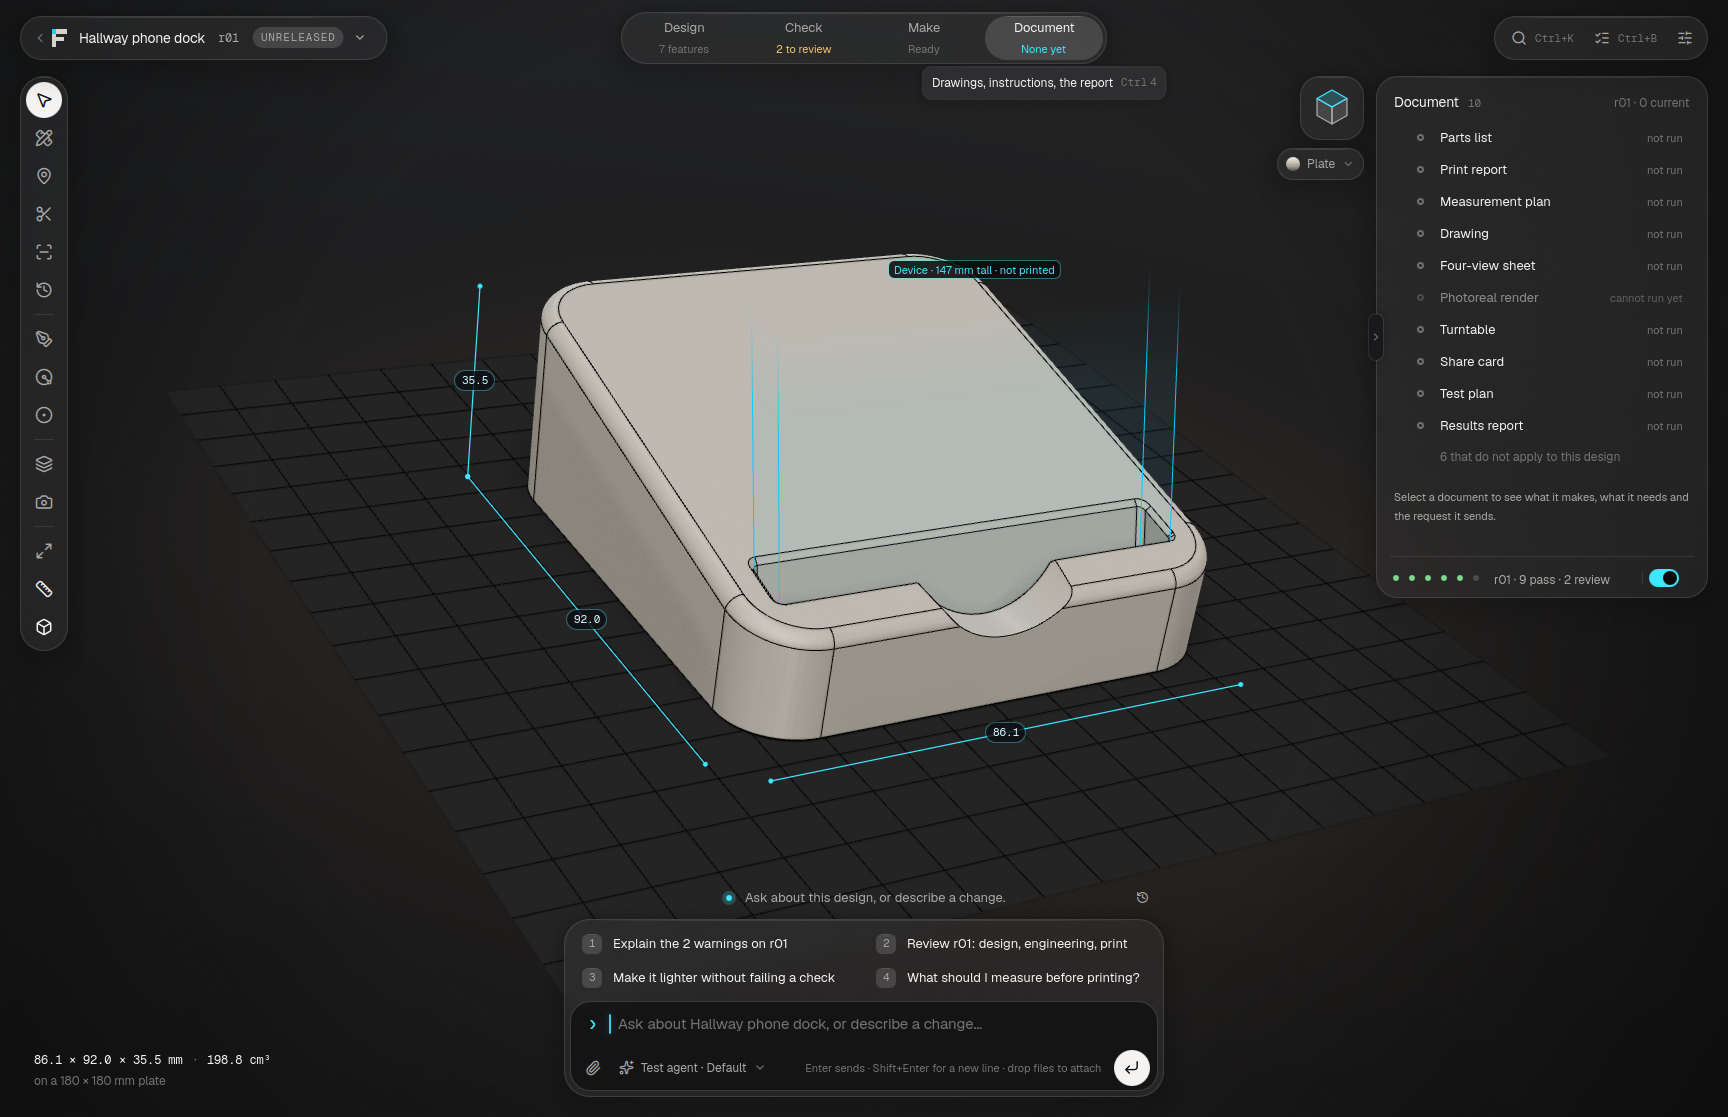 Hallway phone dock r01 UNRELEASED
Design
7 features
Check
2 to review
Make
Ready
Document
None yet
Ctrl+K
Ctrl+B
Drawings, instructions, the report Ctrl 4
Plate
Document 10 r01 · 0 current
Parts list not run
Print report not run
Measurement plan not run
Drawing not run
Four-view sheet not run
Photoreal render cannot run yet
Turntable not run
Share card not run
Test plan not run
Results report not run
6 that do not apply to this design
Select a document to see what it makes, what it needs and
the request it sends.
r01 · 9 pass · 2 review
Device · 147 mm tall · not printed
35.5
92.0
86.1
Ask about this design, or describe a change.
1 Explain the 2 warnings on r01
2 Review r01: design, engineering, print
3 Make it lighter without failing a check
4 What should I measure before printing?
Ask about Hallway phone dock, or describe a change...
Test agent · Default
Enter sends · Shift+Enter for a new line · drop files to attach
86.1 × 92.0 × 35.5 mm · 198.8 cm³
on a 180 × 180 mm plate